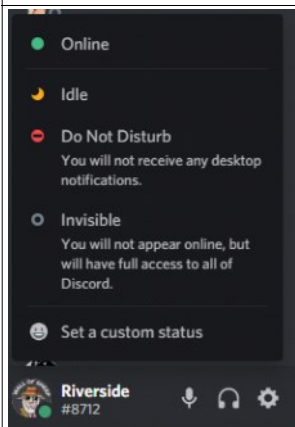 Online
Idle
Do Not Disturb
You will not receive any desktop
notifications.
Invisible
You will not appear online, but
will have full access to all of
Discord.
Set a custom status
Riverside
#8712